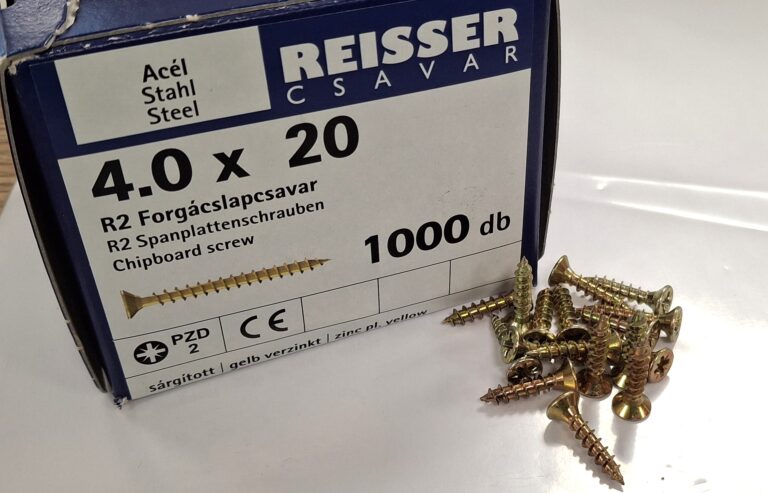 Acél
Stahl
Steel
REISSER
CSAVAR
4.0 x 20
R2 Forgácslapcsavar
R2 Spanplattenschrauben
Chipboard screw
1000 db
PZD
2
CE
sárgított | gelb verzinkt | zinc pl. yellow